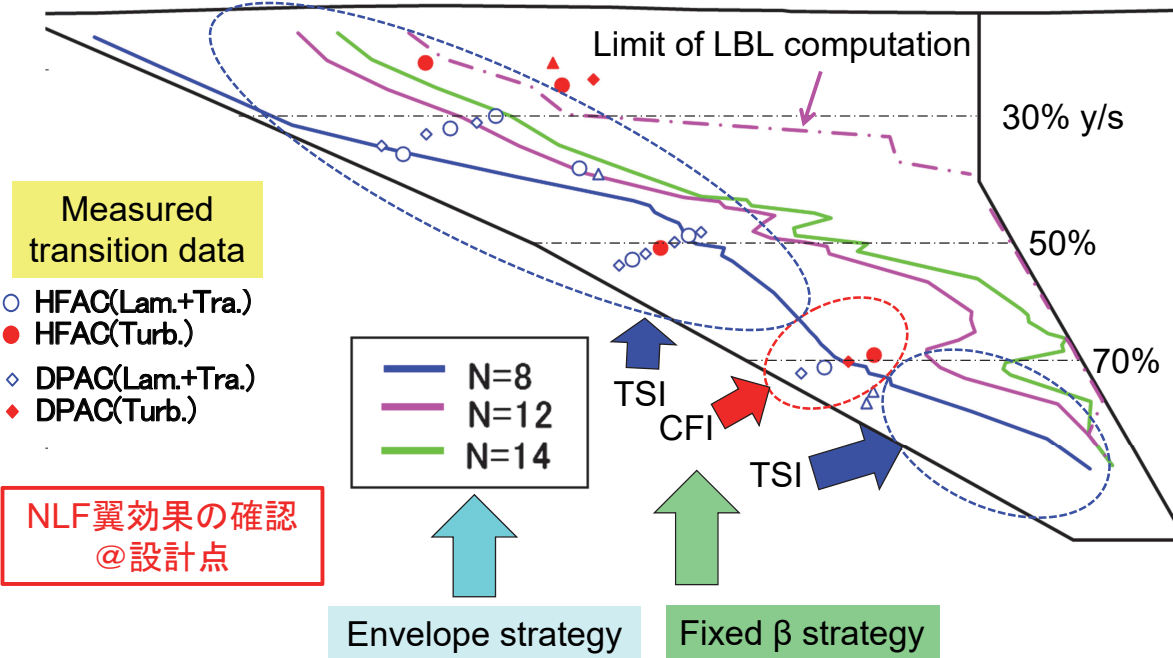 Limit of LBL computation
30% y/s
50%
70%
Measured
transition data
HFAC(Lam.+Tra.)
HFAC(Turb.)
DPAC(Lam.+Tra.)
DPAC(Turb.)
N=8
N=12
N=14
TSI
CFI
TSI
NLF翼効果の確認
@設計点
Envelope strategy
Fixed β strategy